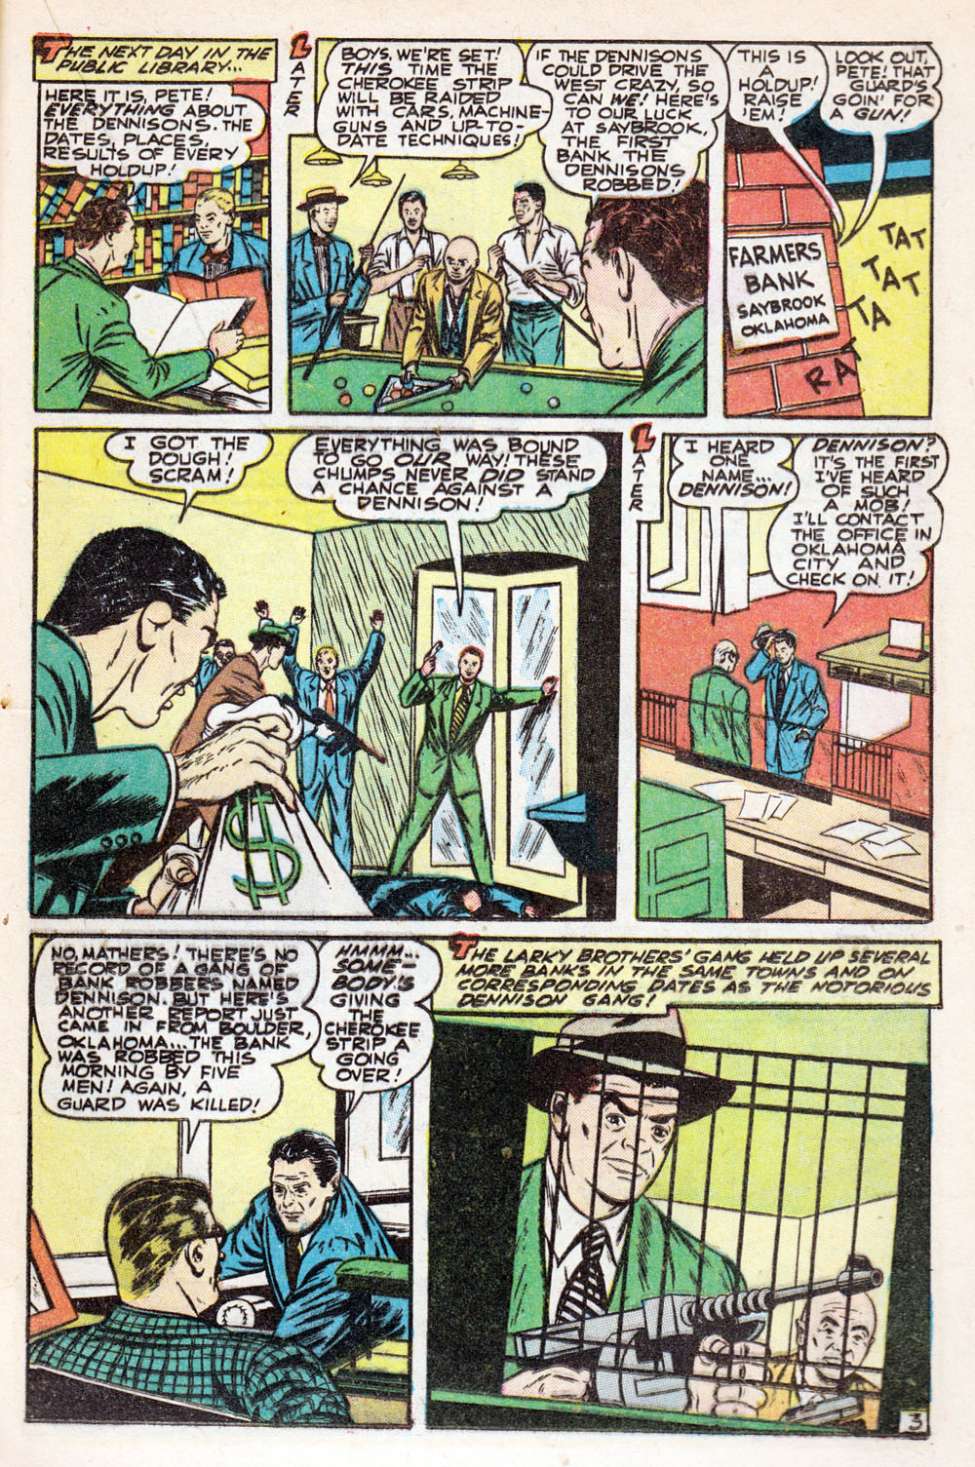 THE NEXT DAY IN THE
PUBLIC LIBRARY...
HERE IT IS, PETE!
EVERYTHING ABOUT
THE DENNISONS. THE
DATES, PLACES,
RESULTS OF EVERY
HOLDUP!
LATER
BOYS, WE'RE SET!
THIS TIME THE
CHEROKEE STRIP
WILL BE RAIDED
WITH CARS, MACHINE-
GUNS AND UP-TO-
DATE TECHNIQUES!
IF THE DENNISONS
COULD DRIVE THE
WEST CRAZY, SO
CAN WE! HERE'S
TO OUR LUCK
AT SAYBROOK,
THE FIRST
BANK THE
DENNISONS
ROBBED!
THIS IS
A
HOLDUP!
RAISE
'EM!
LOOK OUT,
PETE! THAT
GUARD'S
GOIN' FOR
A GUN!
FARMERS
BANK
SAYBROOK
OKLAHOMA
RA
TA
TAT
TAT
I GOT THE
DOUGH!
SCRAM!
EVERYTHING WAS BOUND
TO GO OUR WAY! THESE
CHUMPS NEVER DID STAND
A CHANCE AGAINST A
DENNISON!
LATER
I HEARD
ONE
NAME...
DENNISON!
DENNISON?
IT'S THE FIRST
I'VE HEARD
OF SUCH
A MOB!
I'LL CONTACT
THE OFFICE IN
OKLAHOMA
CITY AND
CHECK ON IT!
NO, MATHERS! THERE'S NO
RECORD OF A GANG OF
BANK ROBBERS NAMED
DENNISON. BUT HERE'S
ANOTHER REPORT JUST
CAME IN FROM BOULDER,
OKLAHOMA... THE BANK
WAS ROBBED THIS
MORNING BY FIVE
MEN! AGAIN, A
GUARD WAS KILLED!
HMMM...
SOME-
BODY'S
GIVING
THE
CHEROKEE
STRIP A
GOING
OVER!
THE LARKY BROTHERS' GANG HELD UP SEVERAL
MORE BANKS IN THE SAME TOWNS AND ON
CORRESPONDING DATES AS THE NOTORIOUS
DENNISON GANG!
$
3